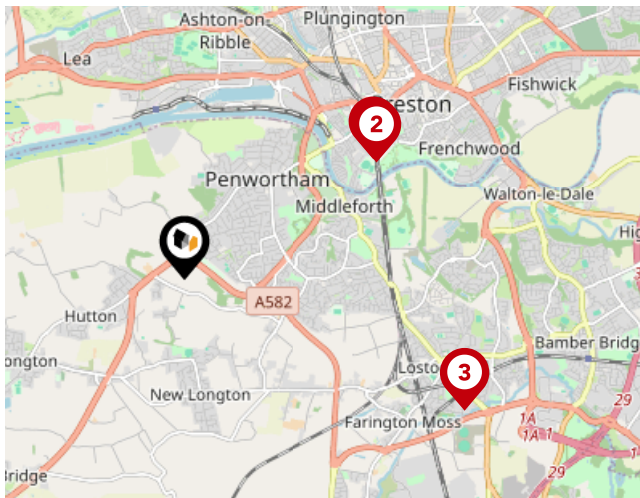 Ashton-on-
Ribble
Plungington
Lea
Fishwick
2
reston
Frenchwood
Penwortham
Walton-le-Dale
Middleforth
Hig
A582
Hutton
Bamber Bridg
ongton
Losto
3
New Longton
29
Farington Moss
1A
1A
1
29
Bridge